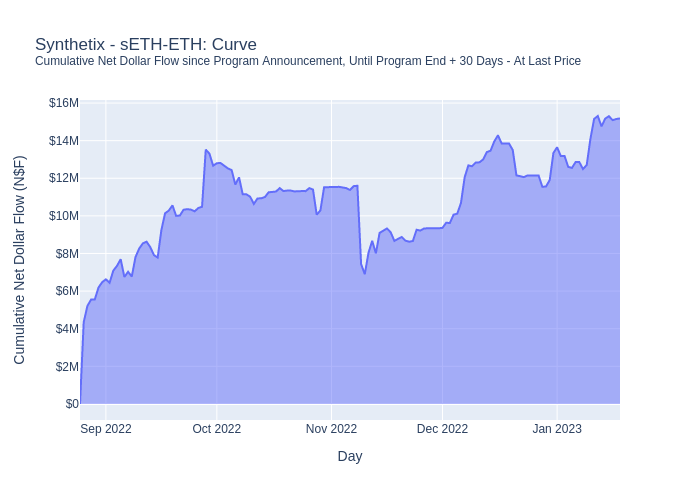 Synthetix - sETH-ETH: Curve
Cumulative Net Dollar Flow since Program Announcement, Until Program End + 30 Days - At Last Price
Cumulative Net Dollar Flow (N$F)
$16M
$14M
$12M
$10M
$8M
$6M
$4M
$2M
$0
Sep 2022 Oct 2022 Nov 2022 Dec 2022 Jan 2023
Day